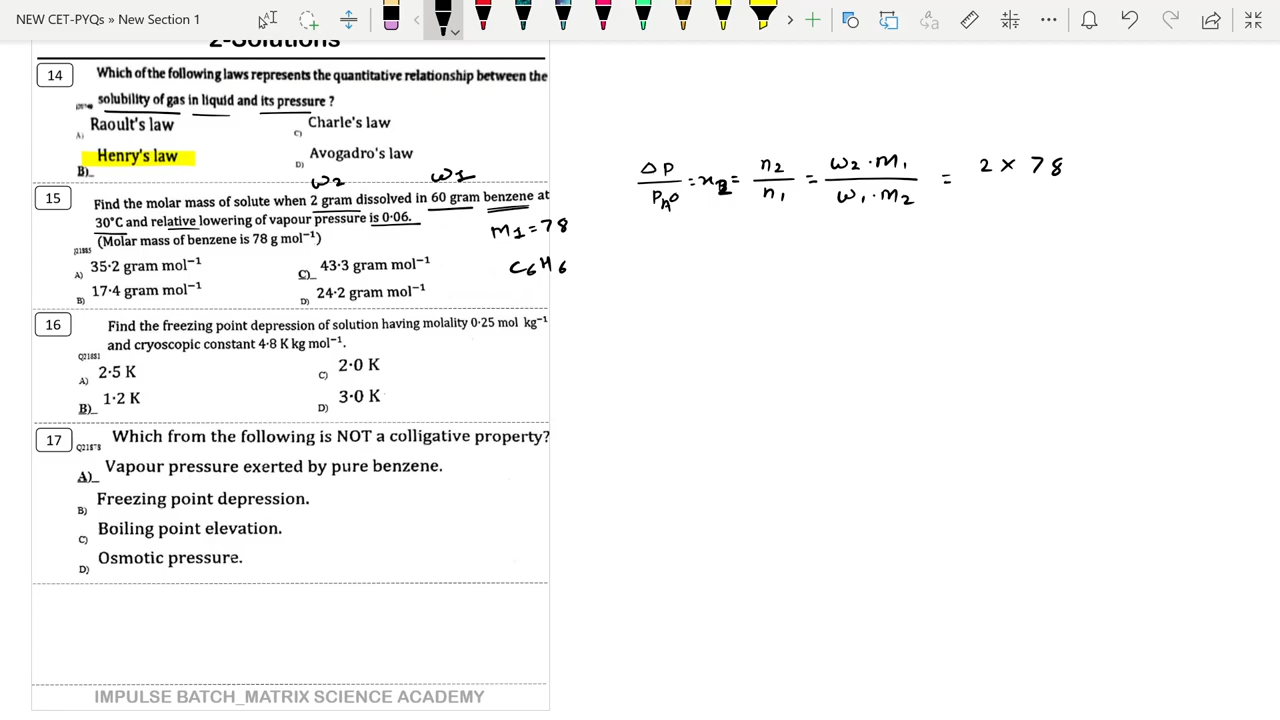 NEW CET-PYQs » New Section 1
2-Solutions
14 Which of the following laws represents the quantitative relationship between the
solubility of gas in liquid and its pressure ?
A) Raoult's law
C) Charle's law
B) Henry's law
D) Avogadro's law
ω2 ω1
15 Find the molar mass of solute when 2 gram dissolved in 60 gram benzene at
30°C and relative lowering of vapour pressure is 0·06.
(Molar mass of benzene is 78 g mol⁻¹)
M1 = 78
A) 35·2 gram mol⁻¹
C) 43·3 gram mol⁻¹
C6H6
B) 17·4 gram mol⁻¹
D) 24·2 gram mol⁻¹
ΔP/PA° = x2 = n2/n1 = ω2·M1/ω1·M2 = 2 × 78
16 Find the freezing point depression of solution having molality 0·25 mol kg⁻¹
and cryoscopic constant 4·8 K kg mol⁻¹.
Q21881
A) 2·5 K
C) 2·0 K
B) 1·2 K
D) 3·0 K
17 Which from the following is NOT a colligative property?
Q21878
A) Vapour pressure exerted by pure benzene.
B) Freezing point depression.
C) Boiling point elevation.
D) Osmotic pressure.
IMPULSE BATCH_MATRIX SCIENCE ACADEMY